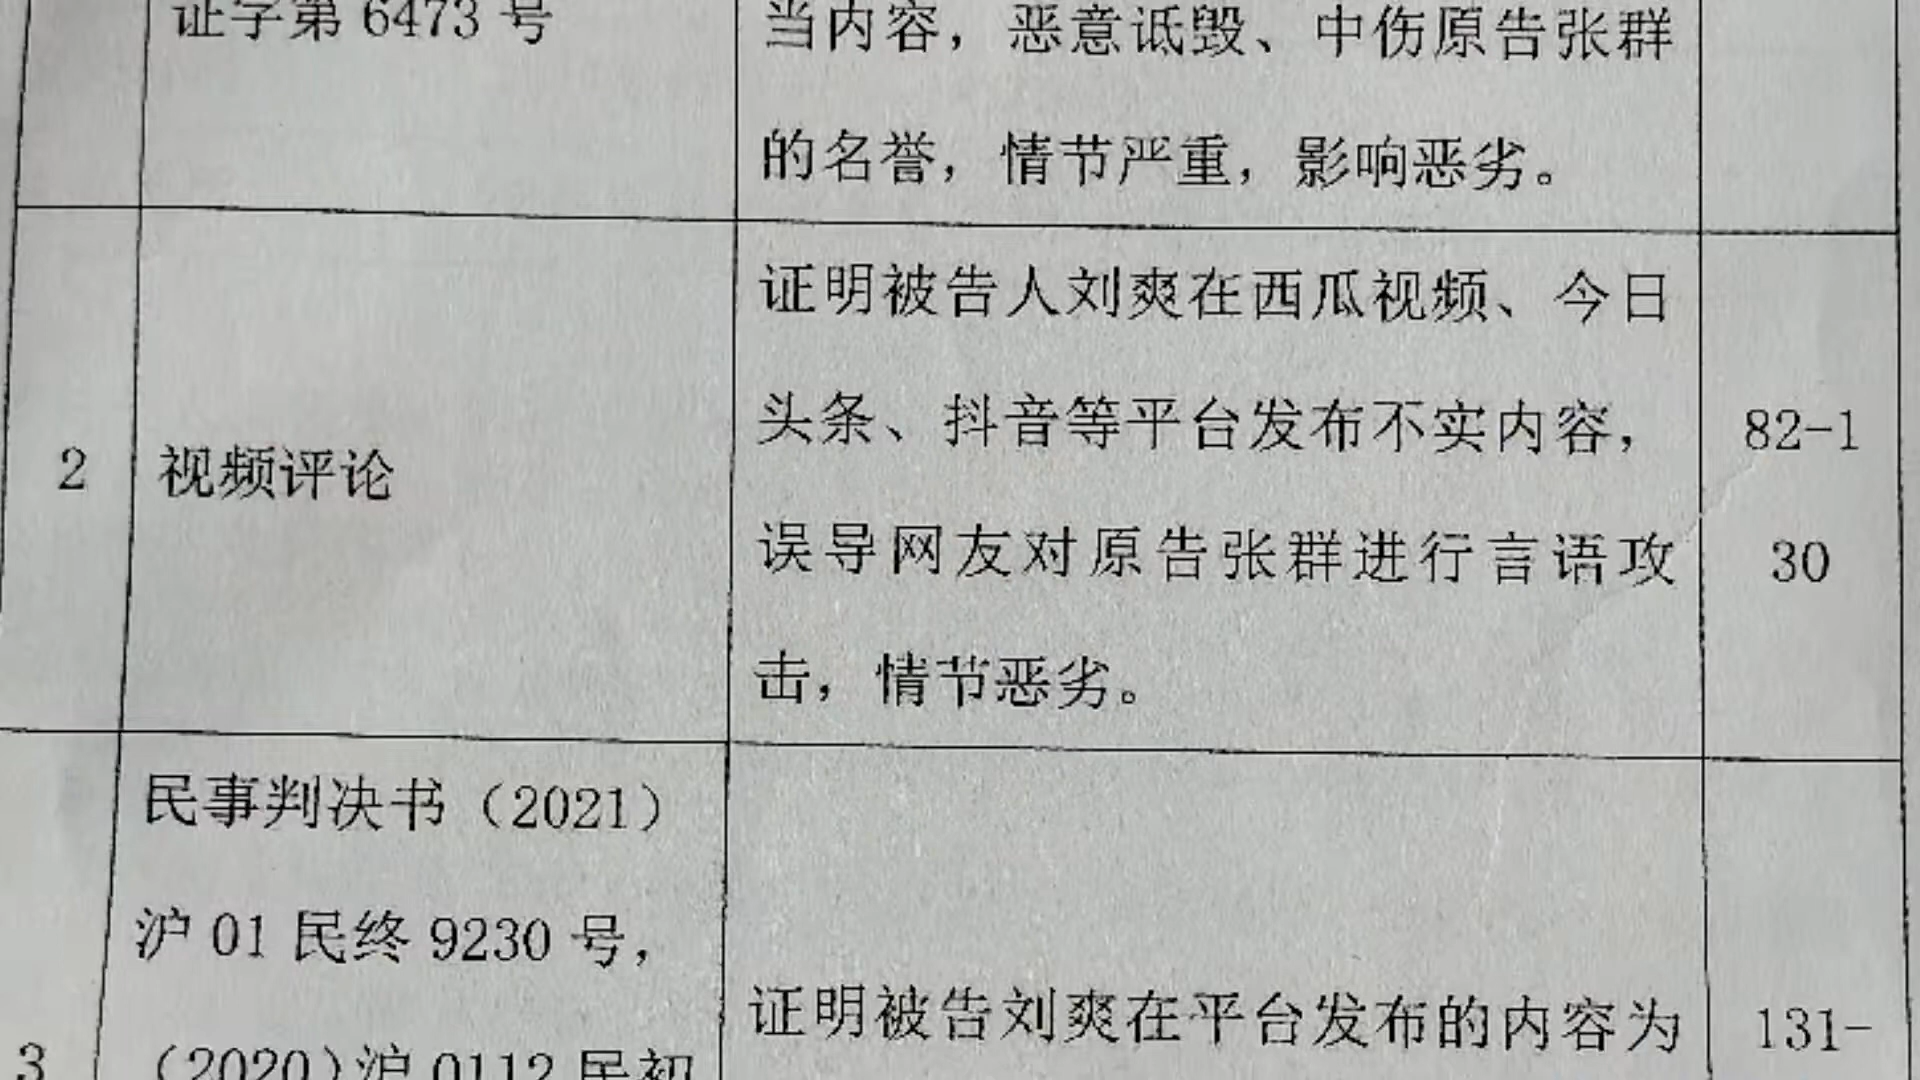 证字第 6473 号
当内容，恶意诋毁、中伤原告张群
的名誉，情节严重，影响恶劣。
2
视频评论
证明被告人刘爽在西瓜视频、今日
头条、抖音等平台发布不实内容，
误导网友对原告张群进行言语攻
击，情节恶劣。
82-1
30
3
民事判决书（2021）
沪 01 民终 9230 号，
（2020）沪 0112 民初
证明被告刘爽在平台发布的内容为
131-